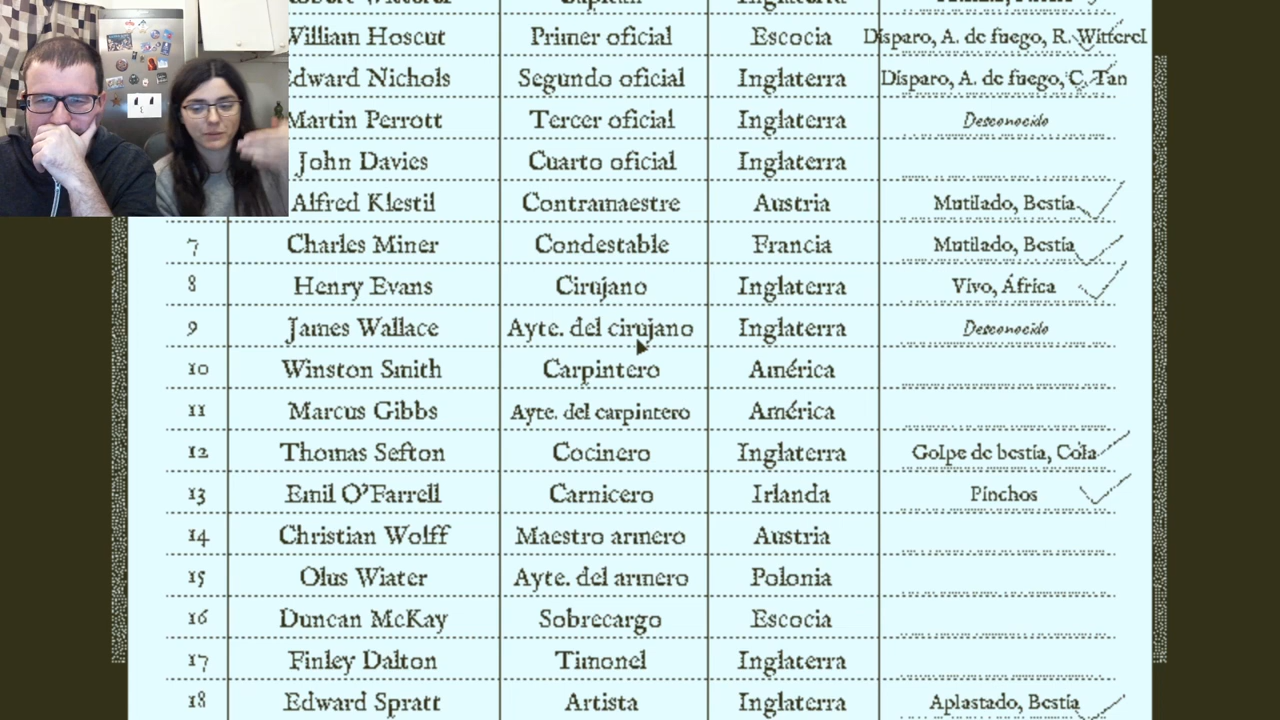 Capitán Inglaterra
William Hoscut Primer oficial Escocia Disparo, A. de fuego, R. Witterel
Edward Nichols Segundo oficial Inglaterra Disparo, A. de fuego, C. Tan
Martin Perrott Tercer oficial Inglaterra Desconocido
John Davies Cuarto oficial Inglaterra
Alfred Klestil Contramaestre Austria Mutilado, Bestia
7 Charles Miner Condestable Francia Mutilado, Bestia
8 Henry Evans Cirujano Inglaterra Vivo, África
9 James Wallace Ayte. del cirujano Inglaterra Desconocido
10 Winston Smith Carpintero América
11 Marcus Gibbs Ayte. del carpintero América
12 Thomas Sefton Cocinero Inglaterra Golpe de bestia, Cola
13 Emil O'Farrell Carnicero Irlanda Pinchos
14 Christian Wolff Maestro armero Austria
15 Olus Wiater Ayte. del armero Polonia
16 Duncan McKay Sobrecargo Escocia
17 Finley Dalton Timonel Inglaterra
18 Edward Spratt Artista Inglaterra Aplastado, Bestia